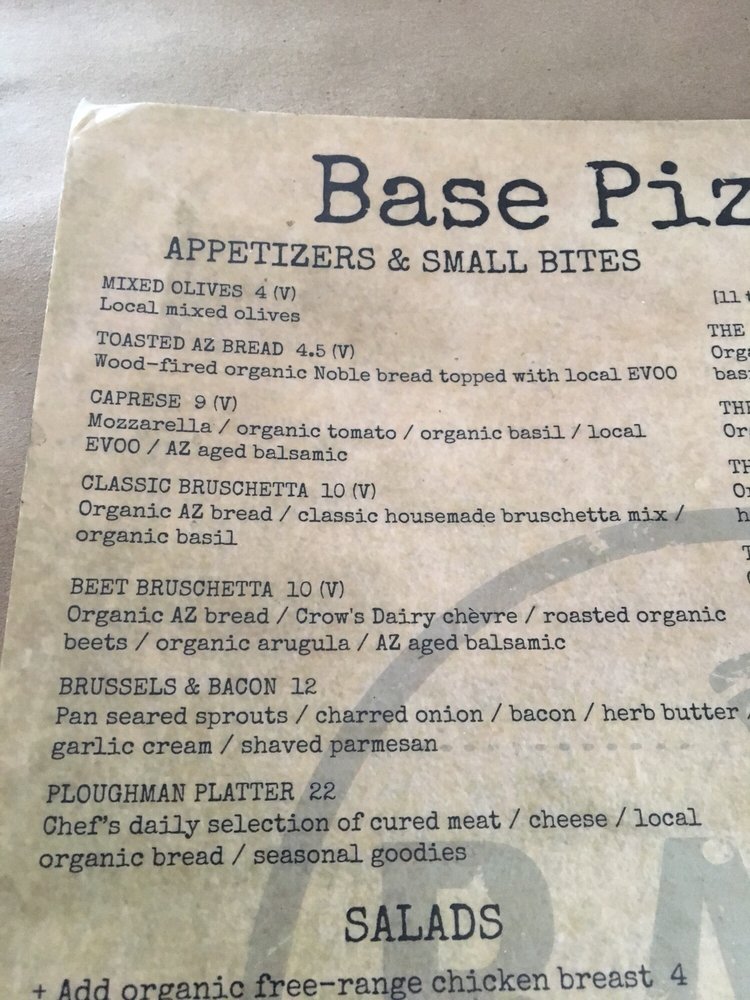 Base Piz
APPETIZERS & SMALL BITES
MIXED OLIVES 4 (V)
Local mixed olives
TOASTED AZ BREAD 4.5 (V)
Wood-fired organic Noble bread topped with local EVOO
CAPRESE 9 (V)
Mozzarella / organic tomato / organic basil / local
EVOO / AZ aged balsamic
CLASSIC BRUSCHETTA 10 (V)
Organic AZ bread / classic housemade bruschetta mix /
organic basil
BEET BRUSCHETTA 10 (V)
Organic AZ bread / Crow's Dairy chèvre / roasted organic
beets / organic arugula / AZ aged balsamic
BRUSSELS & BACON 12
Pan seared sprouts / charred onion / bacon / herb butter /
garlic cream / shaved parmesan
PLOUGHMAN PLATTER 22
Chef's daily selection of cured meat / cheese / local
organic bread / seasonal goodies
SALADS
+ Add organic free-range chicken breast 4
[11
THE